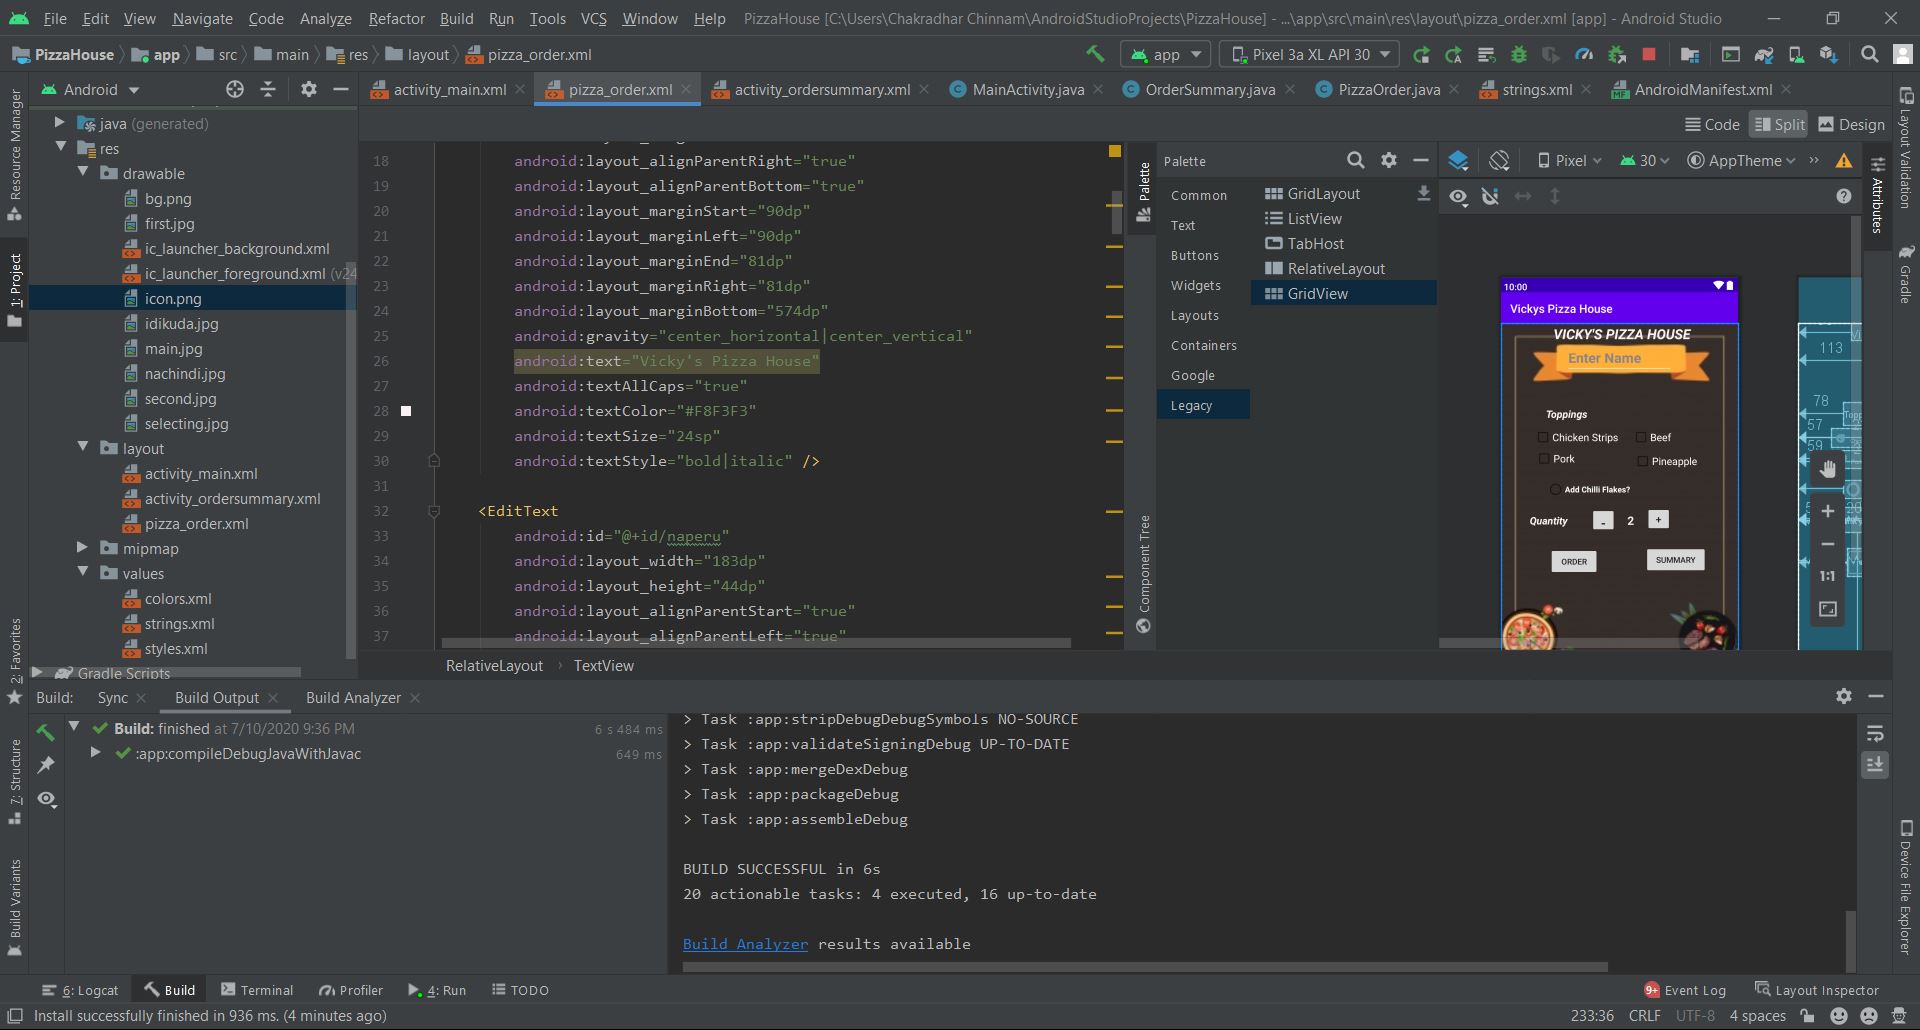 File Edit View Navigate Code Analyze Refactor Build Run Tools VCS Window Help PizzaHouse [C:\Users\Chakradhar Chinnam\AndroidStudioProjects\PizzaHouse] - ...\app\src\main\res\layout\pizza_order.xml [app] - Android Studio
PizzaHouse app src main res layout pizza_order.xml app Pixel 3a XL API 30
Android activity_main.xml pizza_order.xml activity_ordersummary.xml MainActivity.java OrderSummary.java PizzaOrder.java strings.xml AndroidManifest.xml
Code Split Design
Resource Manager
1: Project
2: Favorites
7: Structure
Build Variants
java (generated)
res
drawable
bg.png
first.jpg
ic_launcher_background.xml
ic_launcher_foreground.xml (v24
icon.png
idikuda.jpg
main.jpg
nachindi.jpg
second.jpg
selecting.jpg
layout
activity_main.xml
activity_ordersummary.xml
pizza_order.xml
mipmap
values
colors.xml
strings.xml
styles.xml
Gradle Scripts
18 android:layout_alignParentRight="true"
19 android:layout_alignParentBottom="true"
20 android:layout_marginStart="90dp"
21 android:layout_marginLeft="90dp"
22 android:layout_marginEnd="81dp"
23 android:layout_marginRight="81dp"
24 android:layout_marginBottom="574dp"
25 android:gravity="center_horizontal|center_vertical"
26 android:text="Vicky's Pizza House"
27 android:textAllCaps="true"
28 android:textColor="#F8F3F3"
29 android:textSize="24sp"
30 android:textStyle="bold|italic" />
31
32 <EditText
33 android:id="@+id/naperu"
34 android:layout_width="183dp"
35 android:layout_height="44dp"
36 android:layout_alignParentStart="true"
37 android:layout_alignParentLeft="true"
RelativeLayout TextView
Palette
Component Tree
Palette
Common
Text
Buttons
Widgets
Layouts
Containers
Google
Legacy
GridLayout
ListView
TabHost
RelativeLayout
GridView
Pixel 30 AppTheme
10:00
Vickys Pizza House
VICKY'S PIZZA HOUSE
Enter Name
Toppings
Chicken Strips Beef
Pork Pineapple
Add Chilli Flakes?
Quantity - 2 +
ORDER SUMMARY
113
78
57
59
1:1
Attributes
Layout Validation
Gradle
Device File Explorer
Build: Sync Build Output Build Analyzer
Build: finished at 7/10/2020 9:36 PM 6 s 484 ms
:app:compileDebugJavaWithJavac 649 ms
> Task :app:stripDebugDebugSymbols NO-SOURCE
> Task :app:validateSigningDebug UP-TO-DATE
> Task :app:mergeDexDebug
> Task :app:packageDebug
> Task :app:assembleDebug
BUILD SUCCESSFUL in 6s
20 actionable tasks: 4 executed, 16 up-to-date
Build Analyzer results available
6: Logcat Build Terminal Profiler 4: Run TODO 9+ Event Log Layout Inspector
Install successfully finished in 936 ms. (4 minutes ago) 233:36 CRLF UTF-8 4 spaces